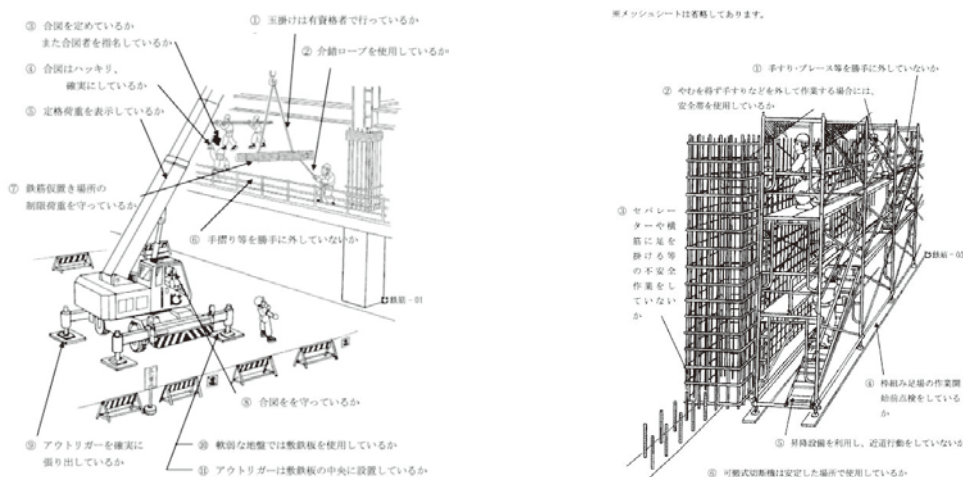 ① 玉掛けは有資格者で行っているか
② 介錯ロープを使用しているか
③ 合図を定めているか
また合図者を指名しているか
④ 合図はハッキリ、
確実にしているか
⑤ 定格荷重を表示しているか
⑦ 鉄筋仮置き場所の
制限荷重を守っているか
⑥ 手摺り等を勝手に外していないか
鉄筋-01
⑧ 合図をを守っているか
⑨ アウトリガーを確実に
張り出しているか
⑩ 軟弱な地盤では敷鉄板を使用しているか
⑪ アウトリガーは敷鉄板の中央に設置しているか
※メッシュシートは省略してあります。
① 手すり・ブレース等を勝手に外していないか
② やむを得ず手すりなどを外して作業する場合には、
安全帯を使用しているか
③ セパレー
ターや横
筋に足を
掛ける等
の不安全
作業をし
ていない
か
鉄筋-03
④ 枠組み足場の作業開
始前点検をしている
か
⑤ 昇降設備を利用し、近道行動をしていないか
⑥ 可搬式切断機は安定した場所で使用しているか